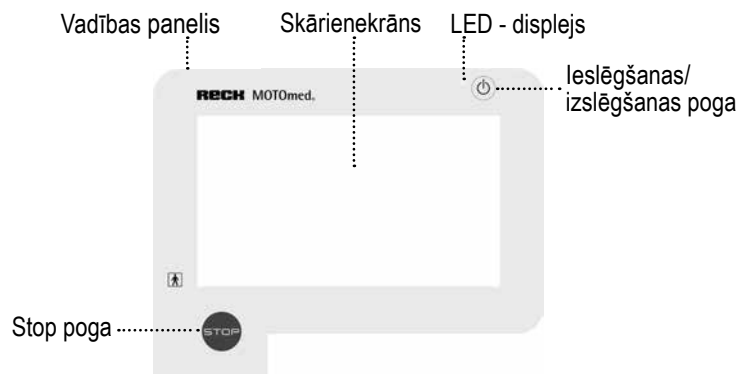 Vadības panelis
Skārienekrāns
LED - displejs
Ieslēgšanas/
izslēgšanas poga
RECK MOTOmed.
Stop poga
STOP